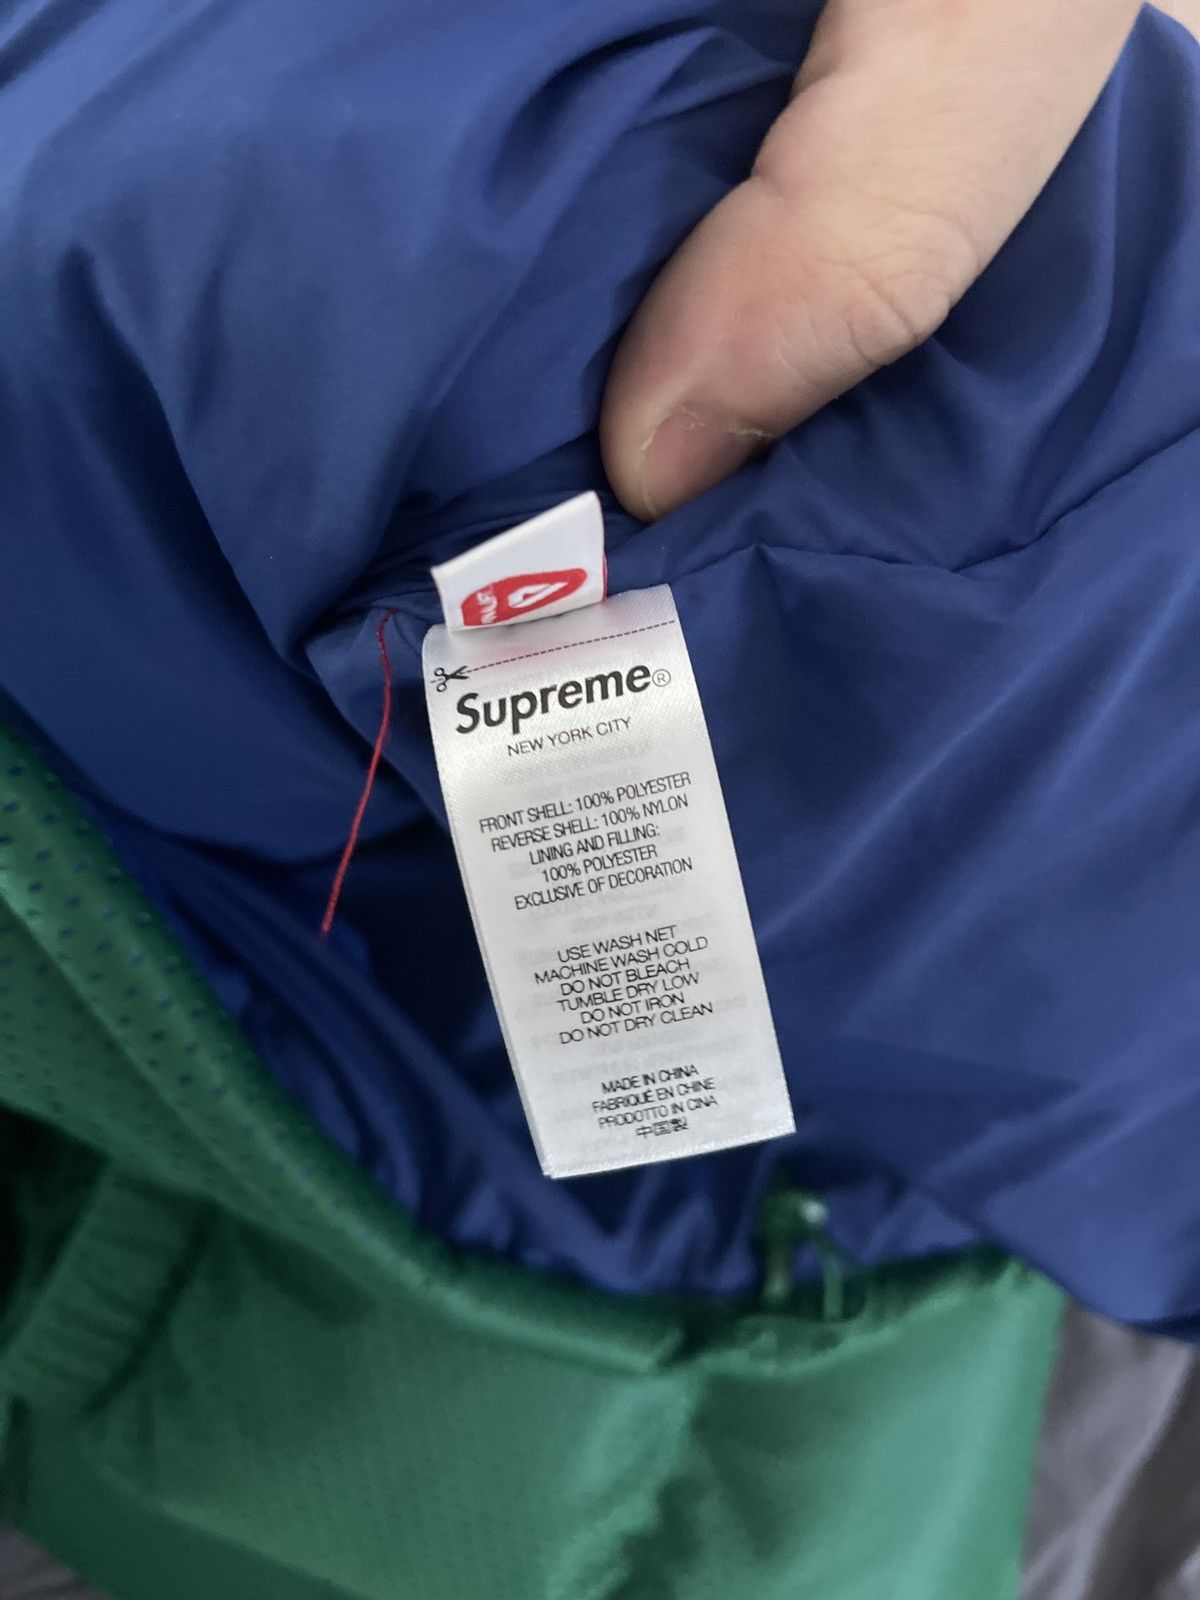 Supreme®
NEW YORK CITY
FRONT SHELL: 100% POLYESTER
REVERSE SHELL: 100% NYLON
LINING AND FILLING:
100% POLYESTER
EXCLUSIVE OF DECORATION
USE WASH NET
MACHINE WASH COLD
DO NOT BLEACH
TUMBLE DRY LOW
DO NOT IRON
DO NOT DRY CLEAN
MADE IN CHINA
FABRIQUÉ EN CHINE
PRODOTTO IN CINA
中国製